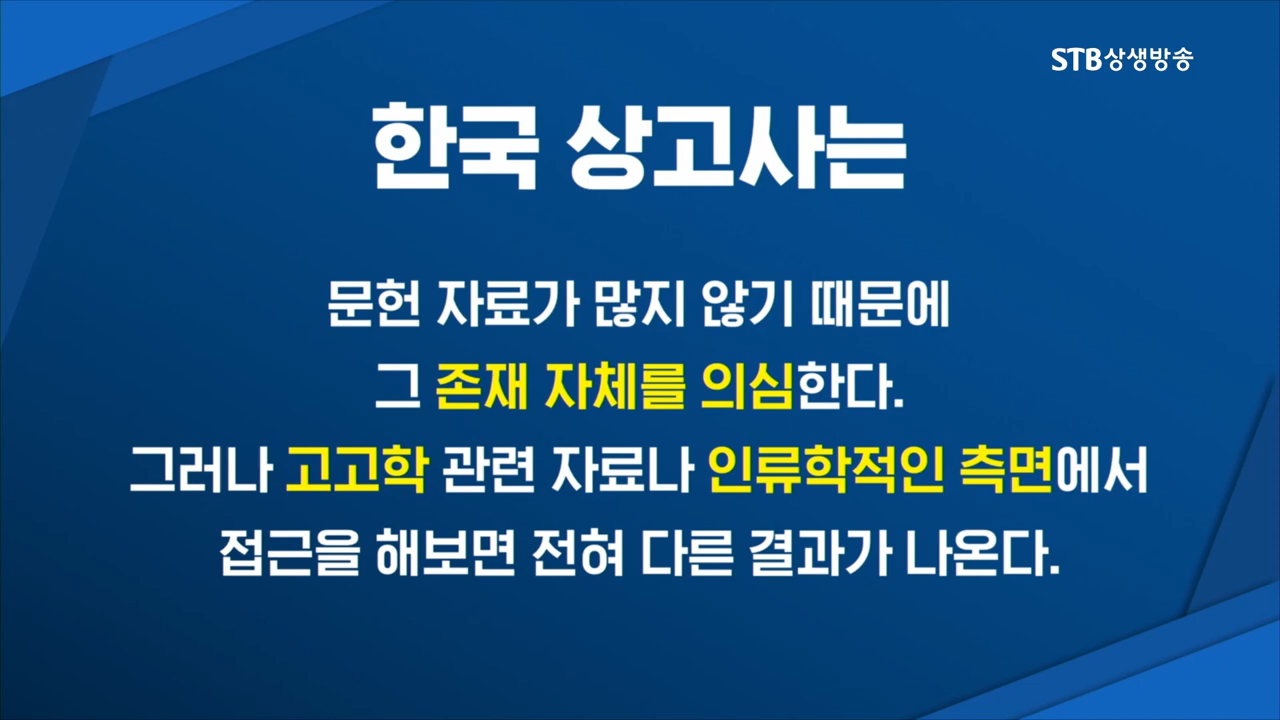 STB상생방송
한국 상고사는
문헌 자료가 많지 않기 때문에
그 존재 자체를 의심한다.
그러나 고고학 관련 자료나 인류학적인 측면에서
접근을 해보면 전혀 다른 결과가 나온다.